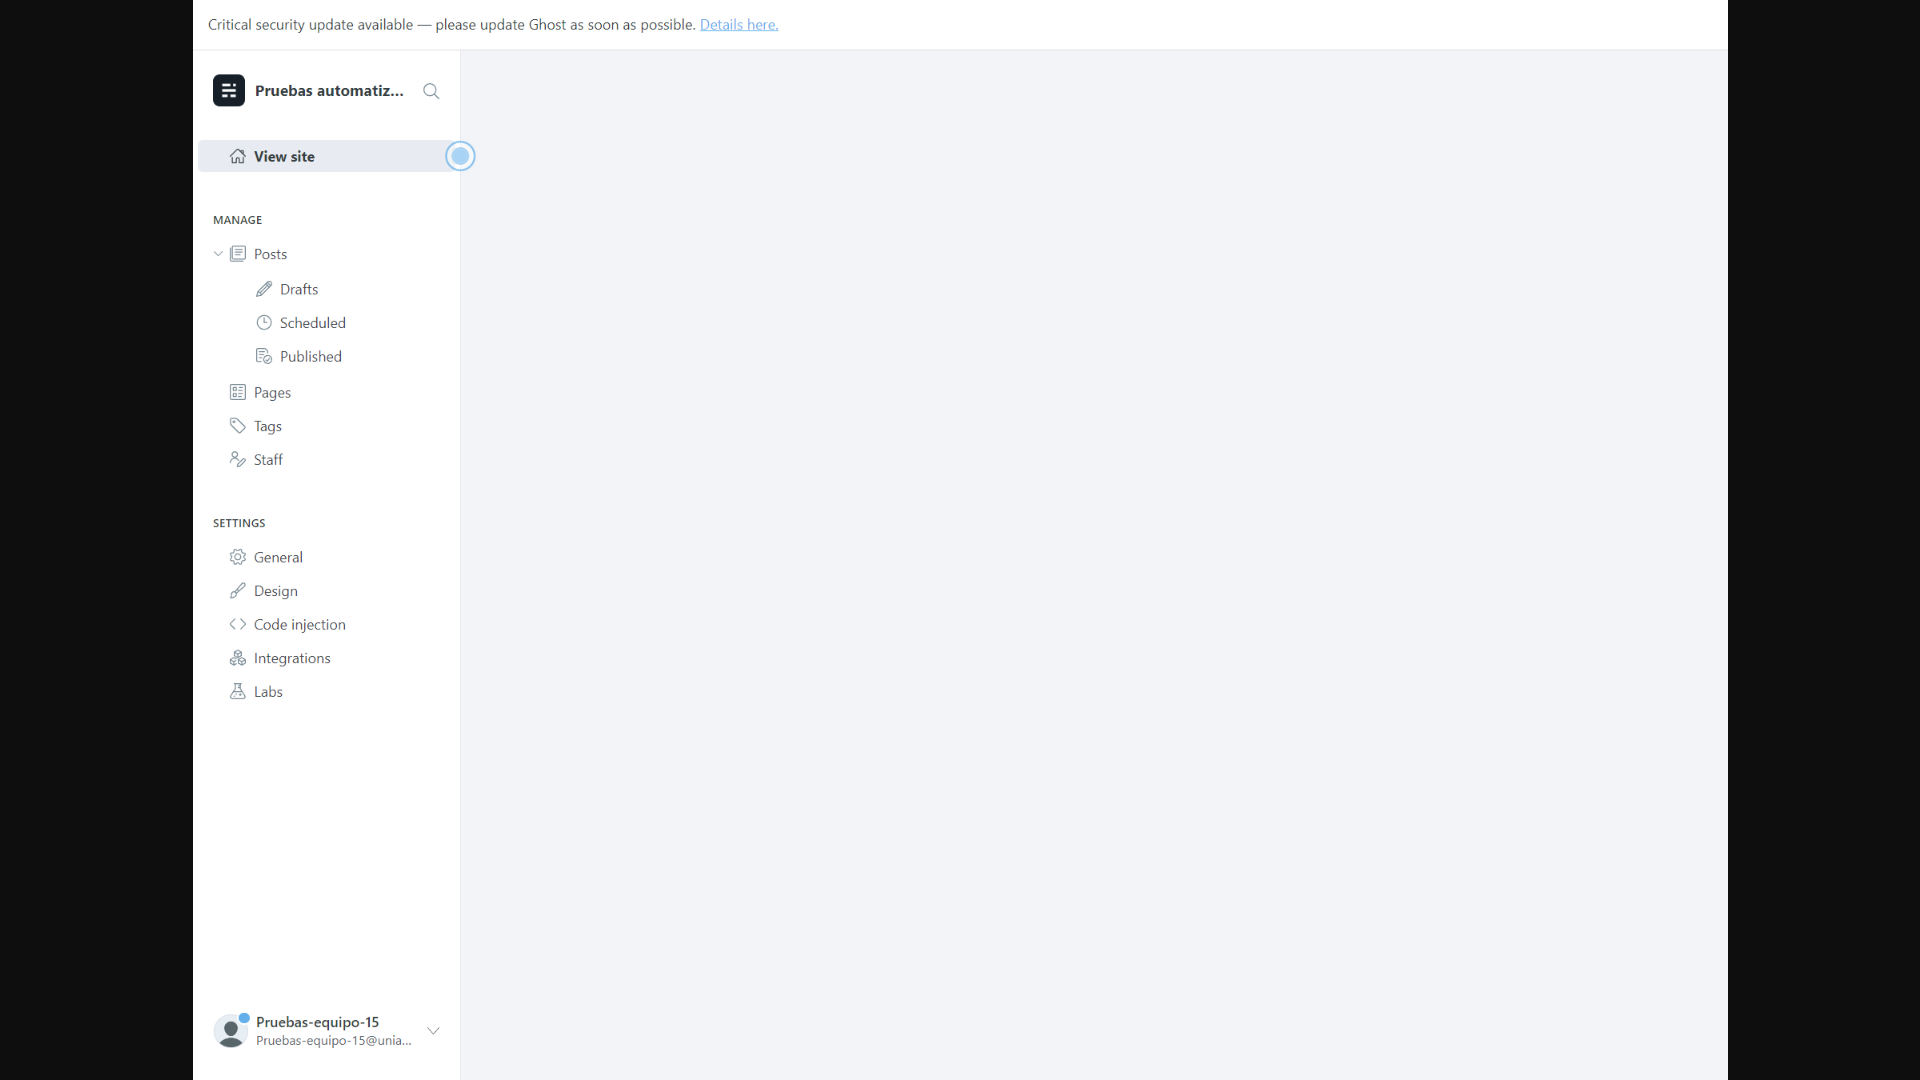 Critical security update available — please update Ghost as soon as possible. Details here.
Pruebas automatiz...
View site
MANAGE
Posts
Drafts
Scheduled
Published
Pages
Tags
Staff
SETTINGS
General
Design
Code injection
Integrations
Labs
Pruebas-equipo-15
Pruebas-equipo-15@unia...